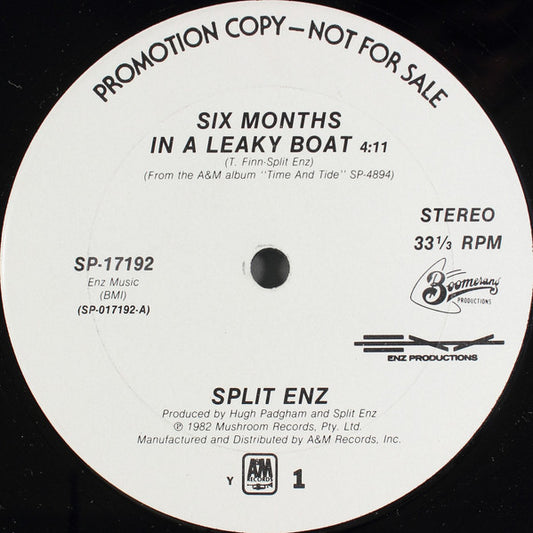 PROMOTION COPY — NOT FOR SALE
SIX MONTHS
IN A LEAKY BOAT 4:11
(T. Finn-Split Enz)
(From the A&M album "Time And Tide" SP-4894)
STEREO
33⅓ RPM
SP-17192
Enz Music
(BMI)
(SP-017192-A)
Boomerang
PRODUCTIONS
ENZ PRODUCTIONS
SPLIT ENZ
Produced by Hugh Padgham and Split Enz
℗ 1982 Mushroom Records, Pty. Ltd.
Manufactured and Distributed by A&M Records, Inc.
Y A&M RECORDS 1